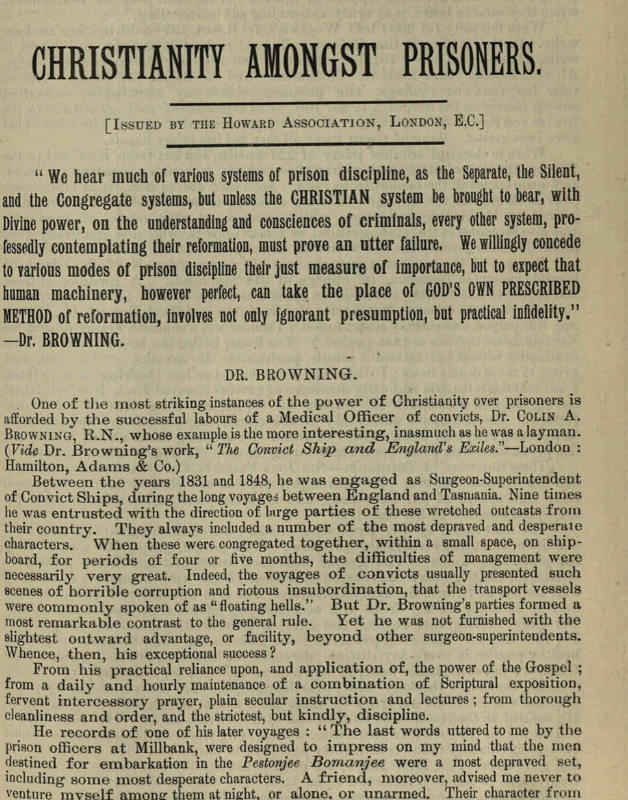 CHRISTIANITY AMONGST PRISONERS.
[Issued by the Howard Association, London, E.C.]
"We hear much of various systems of prison discipline, as the Separate, the Silent,
and the Congregate systems, but unless the CHRISTIAN system be brought to bear, with
Divine power, on the understanding and consciences of criminals, every other system, pro-
fessedly contemplating their reformation, must prove an utter failure. We willingly concede
to various modes of prison discipline their just measure of importance, but to expect that
human machinery, however perfect, can take the place of GOD'S OWN PRESCRIBED
METHOD of reformation, involves not only ignorant presumption, but practical infidelity."
—Dr. BROWNING.
DR. BROWNING.
One of the most striking instances of the power of Christianity over prisoners is
afforded by the successful labours of a Medical Officer of convicts, Dr. Colin A.
Browning, R.N., whose example is the more interesting, inasmuch as he was a layman.
(Vide Dr. Browning's work, "The Convict Ship and England's Exiles."—London :
Hamilton, Adams & Co.)
Between the years 1831 and 1848, he was engaged as Surgeon-Superintendent
of Convict Ships, during the long voyages between England and Tasmania. Nine times
he was entrusted with the direction of large parties of these wretched outcasts from
their country. They always included a number of the most depraved and desperate
characters. When these were congregated together, within a small space, on ship-
board, for periods of four or five months, the difficulties of management were
necessarily very great. Indeed, the voyages of convicts usually presented such
scenes of horrible corruption and riotous insubordination, that the transport vessels
were commonly spoken of as "floating hells." But Dr. Browning's parties formed a
most remarkable contrast to the general rule. Yet he was not furnished with the
slightest outward advantage, or facility, beyond other surgeon-superintendents.
Whence, then, his exceptional success?
From his practical reliance upon, and application of, the power of the Gospel ;
from a daily and hourly maintenance of a combination of Scriptural exposition,
fervent intercessory prayer, plain secular instruction and lectures ; from thorough
cleanliness and order, and the strictest, but kindly, discipline.
He records of one of his later voyages : "The last words uttered to me by the
prison officers at Millbank, were designed to impress on my mind that the men
destined for embarkation in the Pestonjee Bomanjee were a most depraved set,
including some most desperate characters. A friend, moreover, advised me never to
venture myself among them at night, or alone, or unarmed. Their character from